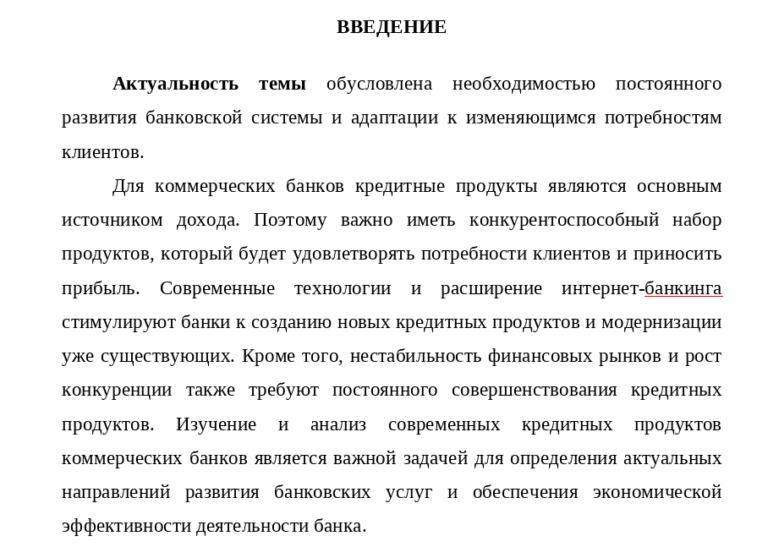 ВВЕДЕНИЕ
Актуальность темы обусловлена необходимостью постоянного
развития банковской системы и адаптации к изменяющимся потребностям
клиентов.
Для коммерческих банков кредитные продукты являются основным
источником дохода. Поэтому важно иметь конкурентоспособный набор
продуктов, который будет удовлетворять потребности клиентов и приносить
прибыль. Современные технологии и расширение интернет-банкинга
стимулируют банки к созданию новых кредитных продуктов и модернизации
уже существующих. Кроме того, нестабильность финансовых рынков и рост
конкуренции также требуют постоянного совершенствования кредитных
продуктов. Изучение и анализ современных кредитных продуктов
коммерческих банков является важной задачей для определения актуальных
направлений развития банковских услуг и обеспечения экономической
эффективности деятельности банка.